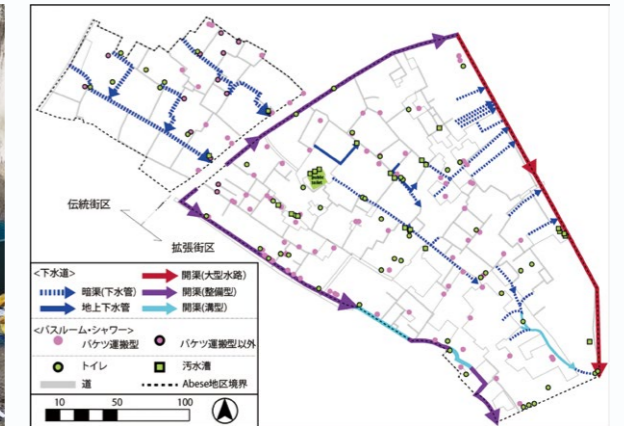 伝統街区
拡張街区
<下水道>
開渠(大型水路)
暗渠(下水管)
開渠(整備型)
地上下水管
開渠(溝型)
<バスルーム・シャワー>
バケツ運搬型
バケツ運搬型以外
トイレ
汚水溜
道
Abese地区境界
10 50 100